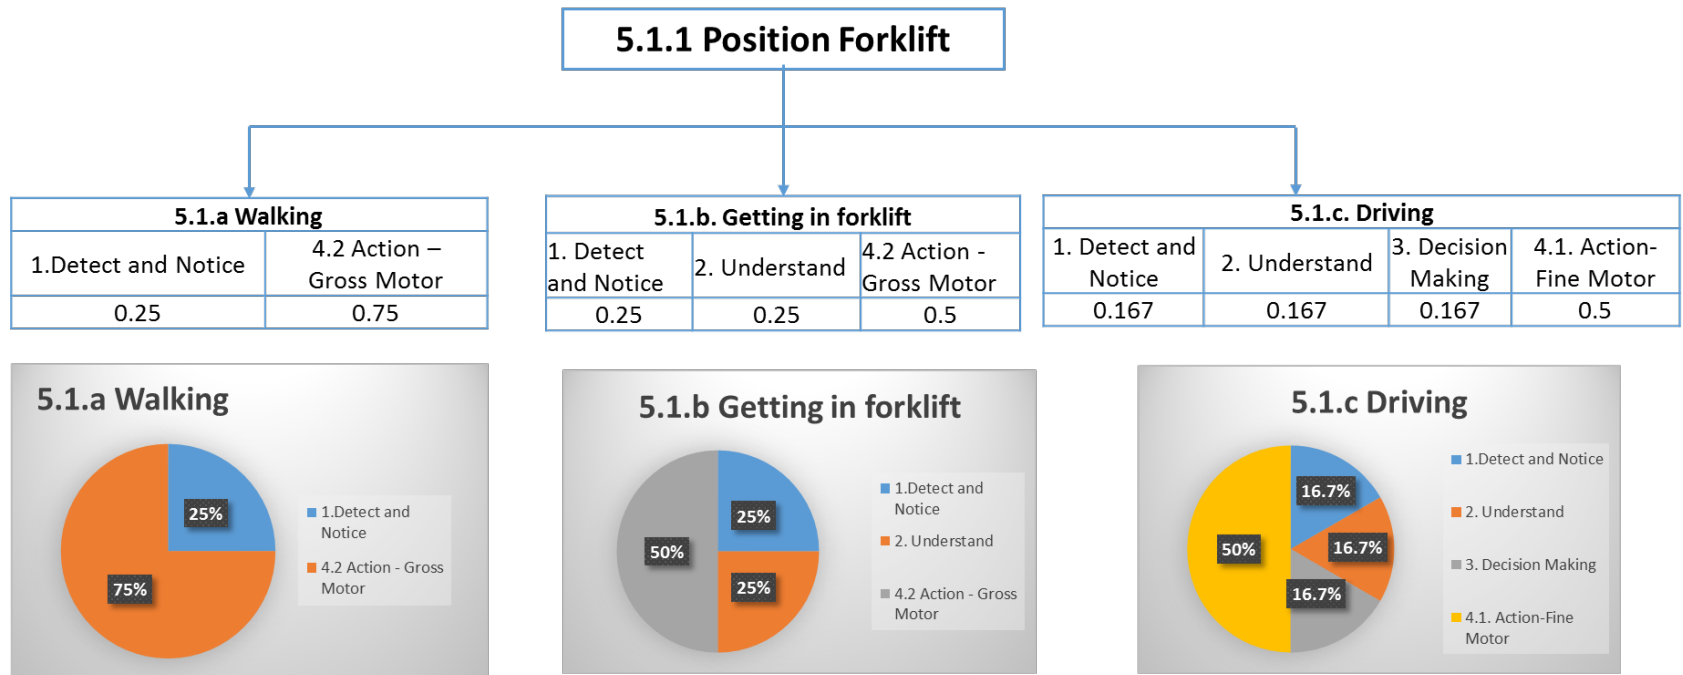 5.1.1 Position Forklift
5.1.a Walking
1.Detect and Notice
4.2 Action –
Gross Motor
0.25
0.75
5.1.b. Getting in forklift
1. Detect
and Notice
2. Understand
4.2 Action -
Gross Motor
0.25
0.25
0.5
5.1.c. Driving
1. Detect and
Notice
2. Understand
3. Decision
Making
4.1. Action-
Fine Motor
0.167
0.167
0.167
0.5
5.1.a Walking
25%
75%
1.Detect and
Notice
4.2 Action - Gross
Motor
5.1.b Getting in forklift
25%
50%
25%
1.Detect and
Notice
2. Understand
4.2 Action - Gross
Motor
5.1.c Driving
16.7%
50%
16.7%
16.7%
1.Detect and Notice
2. Understand
3. Decision Making
4.1. Action-Fine
Motor